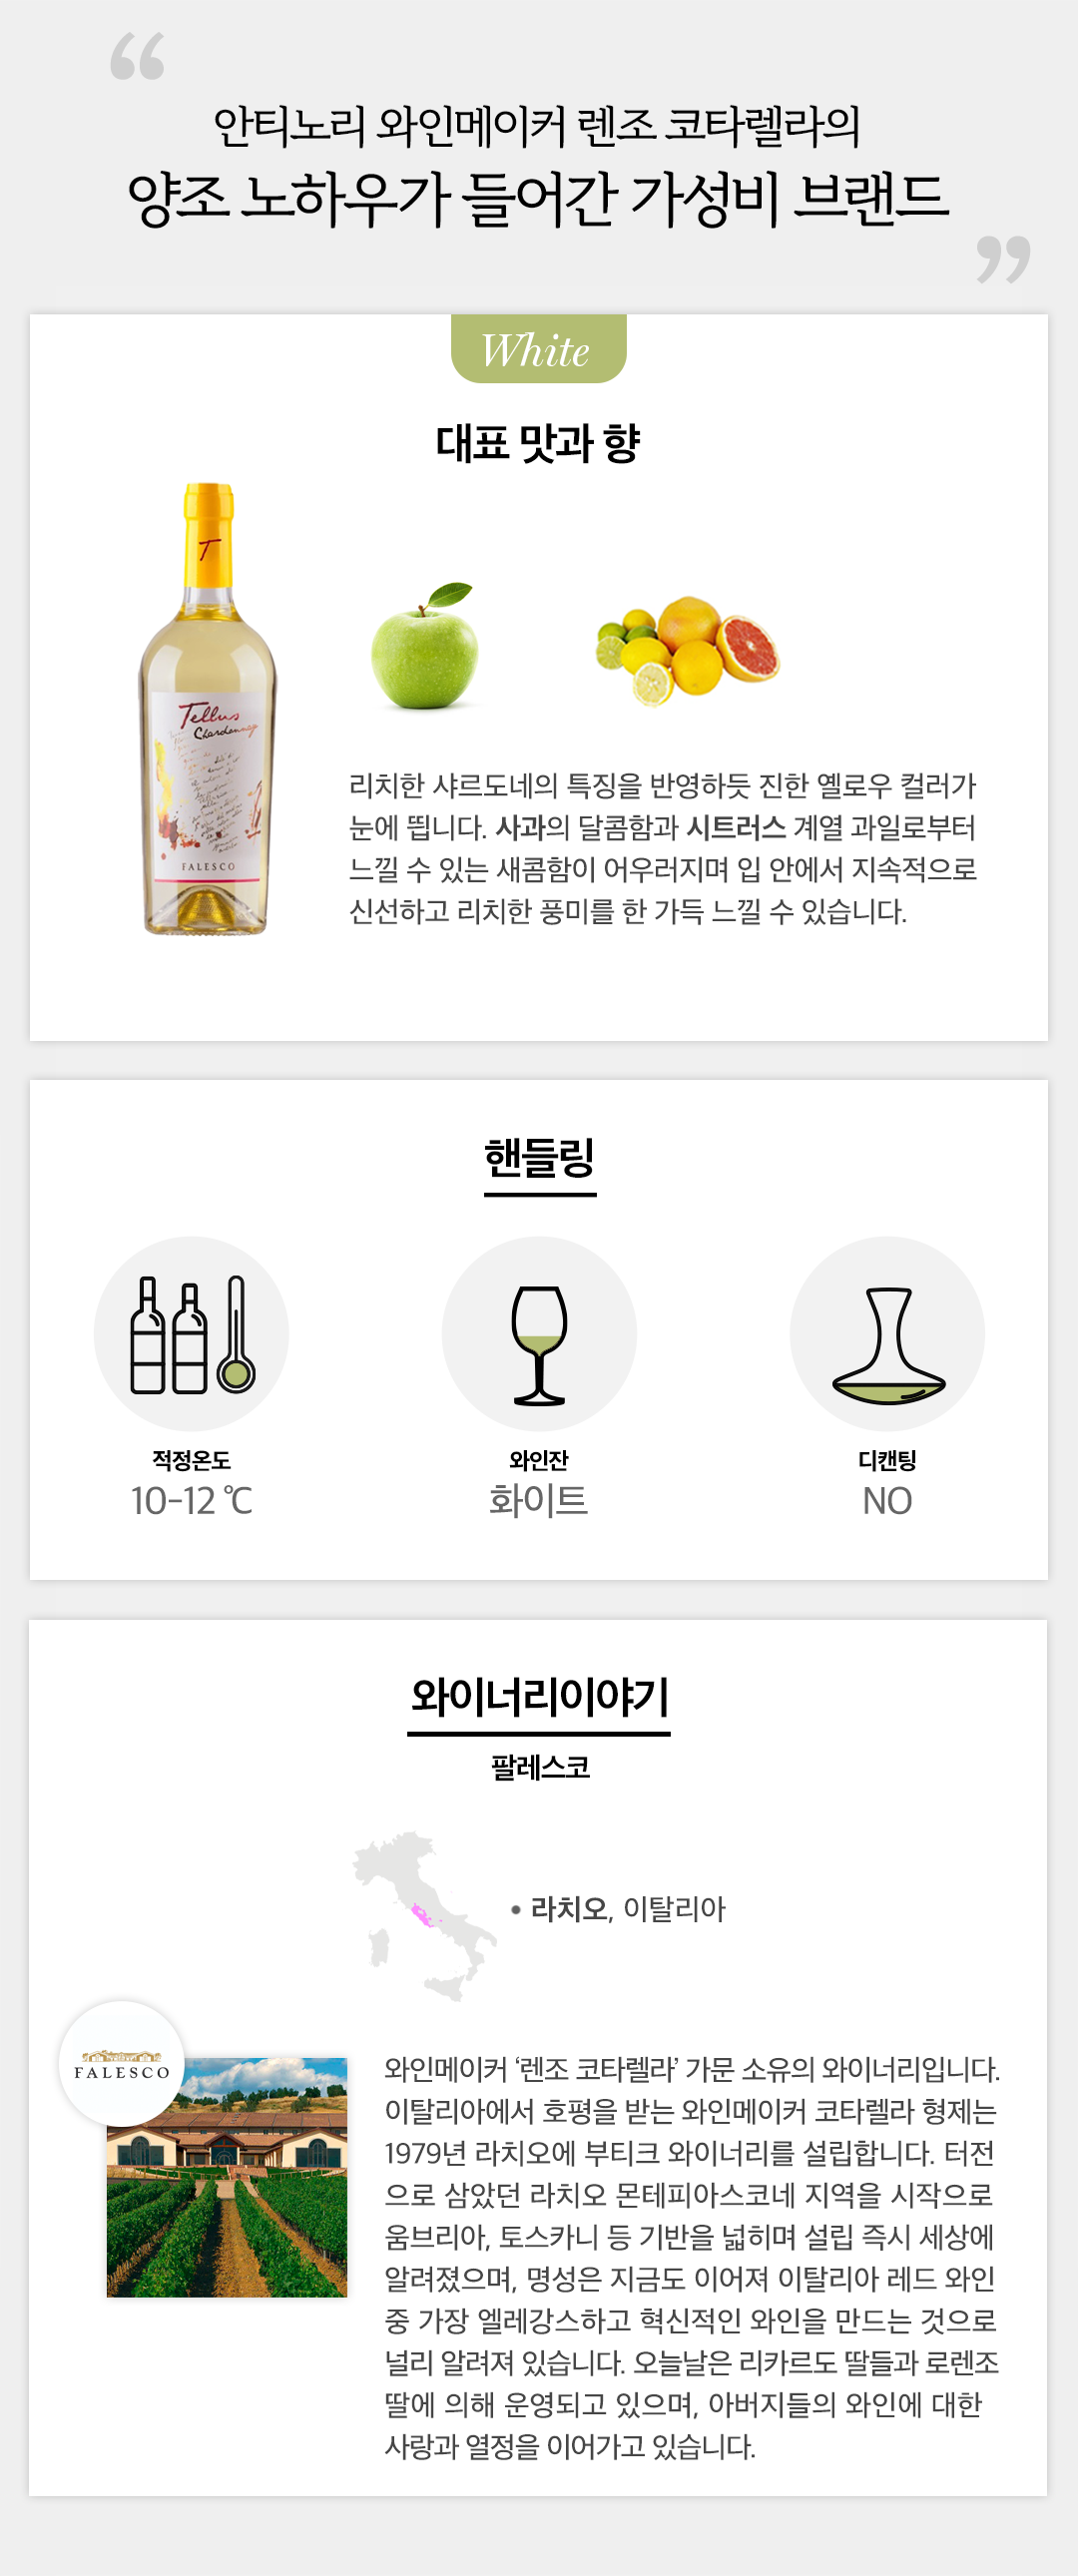 “
안티노리 와인메이커 렌조 코타렐라의
양조 노하우가 들어간 가성비 브랜드
”
White
대표 맛과 향
T
Tellus
Chardonnay
FALESCO
리치한 샤르도네의 특징을 반영하듯 진한 옐로우 컬러가
눈에 띕니다. 사과의 달콤함과 시트러스 계열 과일로부터
느낄 수 있는 새콤함이 어우러지며 입 안에서 지속적으로
신선하고 리치한 풍미를 한 가득 느낄 수 있습니다.
핸들링
적정온도
10-12 ℃
와인잔
화이트
디캔팅
NO
와이너리이야기
팔레스코
• 라치오, 이탈리아
FALESCO
와인메이커 ‘렌조 코타렐라’ 가문 소유의 와이너리입니다.
이탈리아에서 호평을 받는 와인메이커 코타렐라 형제는
1979년 라치오에 부티크 와이너리를 설립합니다. 터전
으로 삼았던 라치오 몬테피아스코네 지역을 시작으로
움브리아, 토스카니 등 기반을 넓히며 설립 즉시 세상에
알려졌으며, 명성은 지금도 이어져 이탈리아 레드 와인
중 가장 엘레강스하고 혁신적인 와인을 만드는 것으로
널리 알려져 있습니다. 오늘날은 리카르도 딸들과 로렌조
딸에 의해 운영되고 있으며, 아버지들의 와인에 대한
사랑과 열정을 이어가고 있습니다.